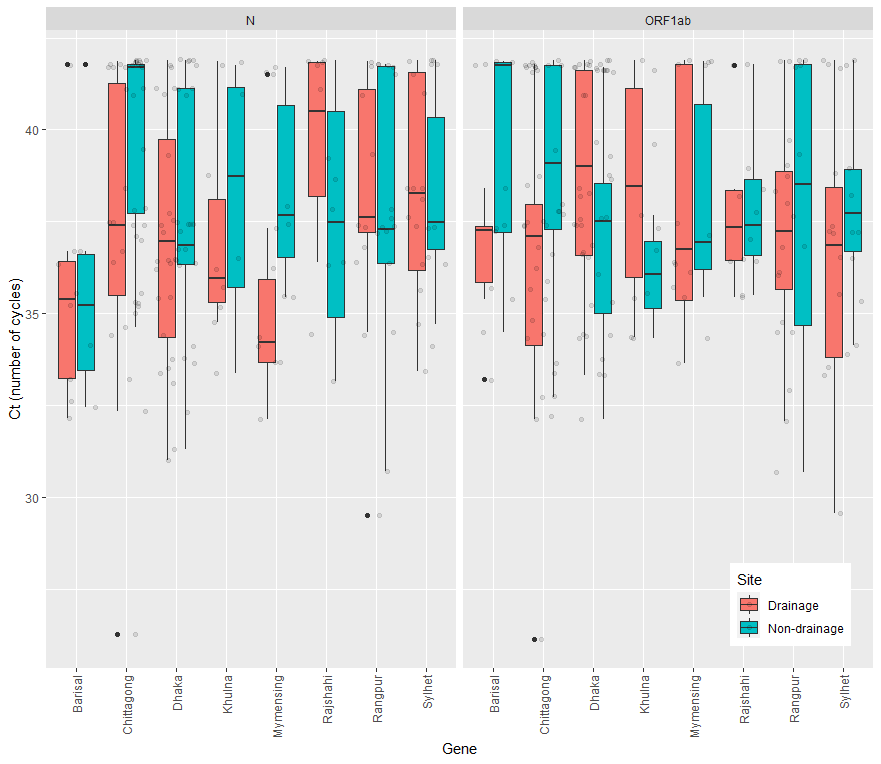 N
ORF1ab
Ct (number of cycles)
40
35
30
Barisal
Chittagong
Dhaka
Khulna
Mymensing
Rajshahi
Rangpur
Sylhet
Barisal
Chittagong
Dhaka
Khulna
Mymensing
Rajshahi
Rangpur
Sylhet
Gene
Site
Drainage
Non-drainage